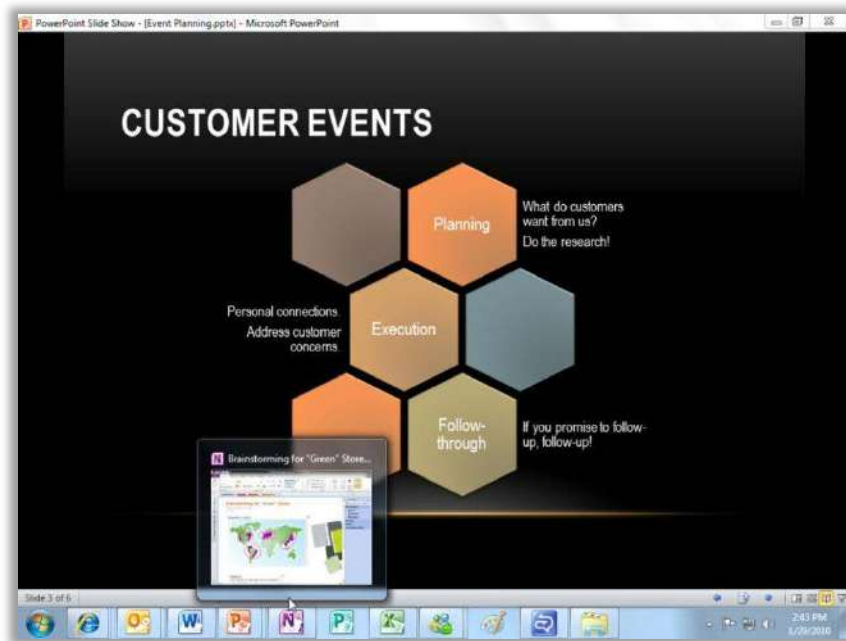 PowerPoint Slide Show - [Event Planning.pptx] - Microsoft PowerPoint
CUSTOMER EVENTS
Planning
What do customers
want from us?
Do the research!
Personal connections.
Address customer
concerns.
Execution
Follow-
through
If you promise to follow-
up, follow-up!
Brainstorming for "Green" Store...
Slide 3 of 6
2:43 PM
1/29/2010